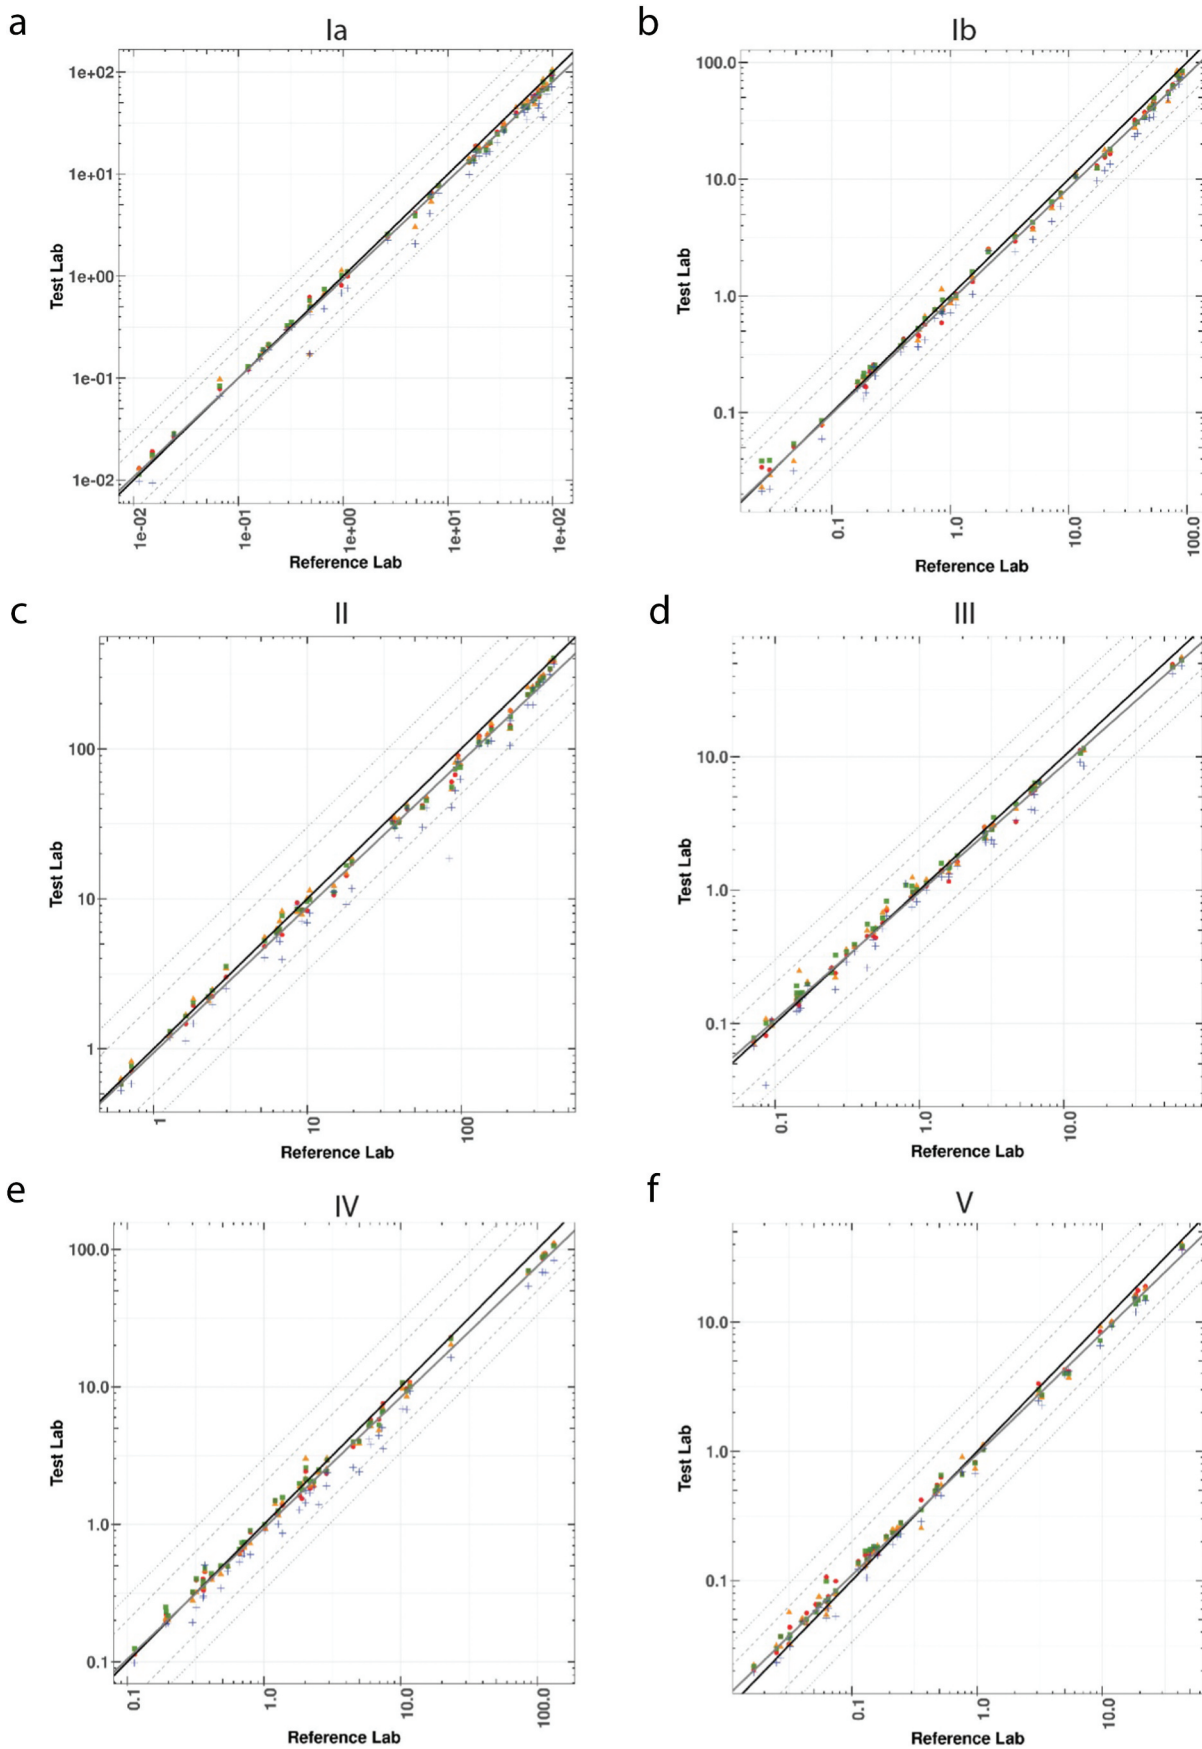 a
Ia
1e+02
1e+01
1e+00
1e-01
1e-02
Test Lab
1e-02
1e-01
1e+00
1e+01
1e+02
Reference Lab
b
Ib
100.0
10.0
1.0
0.1
Test Lab
0.1
1.0
10.0
100.0
Reference Lab
c
II
100
10
1
Test Lab
1
10
100
Reference Lab
d
III
10.0
1.0
0.1
Test Lab
0.1
1.0
10.0
Reference Lab
e
IV
100.0
10.0
1.0
0.1
Test Lab
0.1
1.0
10.0
100.0
Reference Lab
f
V
10.0
1.0
0.1
Test Lab
0.1
1.0
10.0
Reference Lab